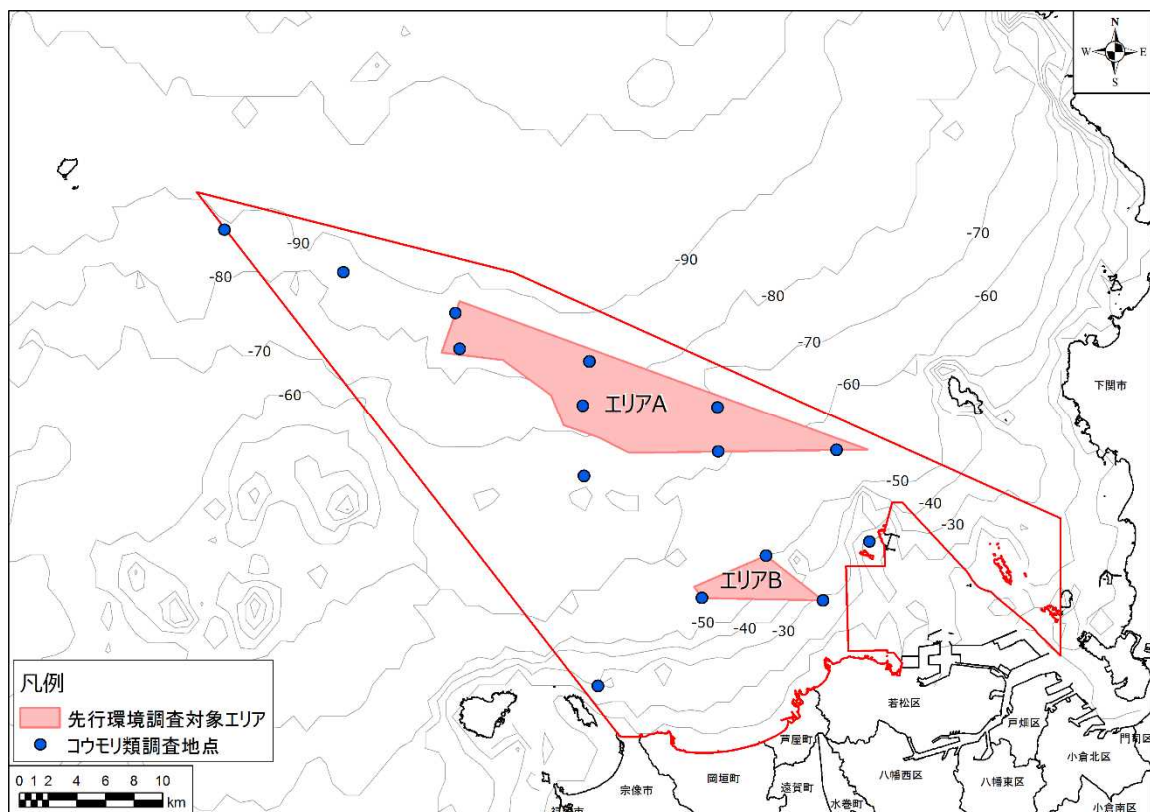 N
W E
S
-90
-80
-70
-60
-90
-80
-70
-60
-70
-60
-50
-40
-30
エリアA
エリアB
-50
-40
-30
下関市
若松区
戸畑区
門司区
小倉北区
芦屋町
八幡西区
八幡東区
遠賀町
岡垣町
宗像市
水巻町
小倉南区
凡例
先行環境調査対象エリア
コウモリ類調査地点
0 1 2 4 6 8 10
km